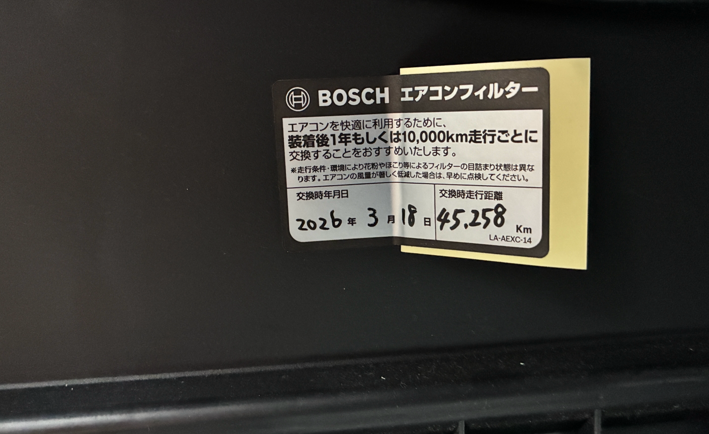 BOSCH エアコンフィルター
エアコンを快適に利用するために、
装着後1年もしくは10,000km走行ごとに
交換することをおすすめいたします。
※走行条件・環境により花粉やほこり等によるフィルターの目詰まり状態は異な
ります。エアコンの風量が著しく低減した場合は、早めに点検してください。
交換時年月日 交換時走行距離
2026年 3月 18日 45.258 Km
LA-AEXC-14